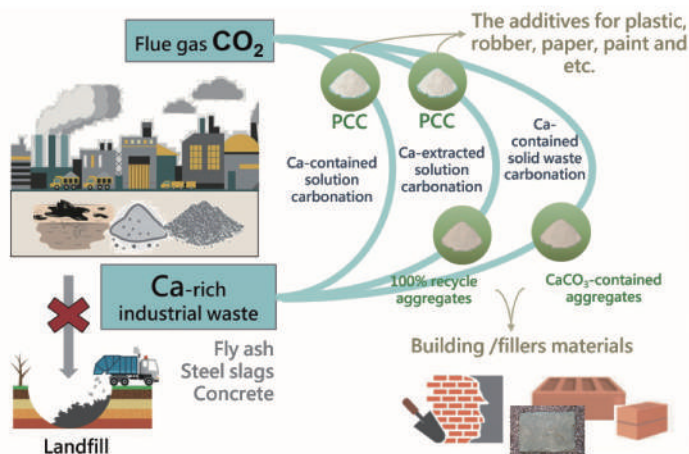 Flue gas CO₂
The additives for plastic,
robber, paper, paint and
etc.
PCC
PCC
Ca-contained
solution
carbonation
Ca-extracted
solution
carbonation
Ca-
contained
solid waste
carbonation
Ca-rich
industrial waste
100% recycle
aggregates
CaCO₃-contained
aggregates
Fly ash
Steel slags
Concrete
Building /fillers materials
Landfill